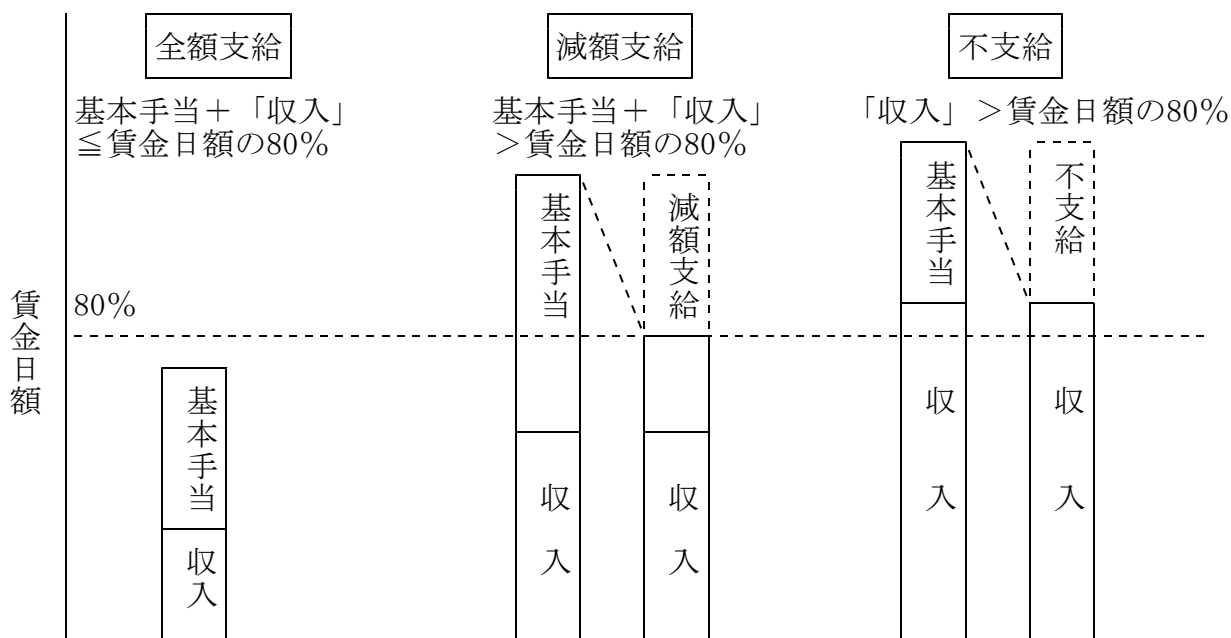 全額支給
基本手当＋「収入」
≦賃金日額の80％
減額支給
基本手当＋「収入」
＞賃金日額の80％
不支給
「収入」＞賃金日額の80％
賃金日額
80％
基本手当
収入
基本手当
収入
減額支給
収入
基本手当
収入
不支給
収入